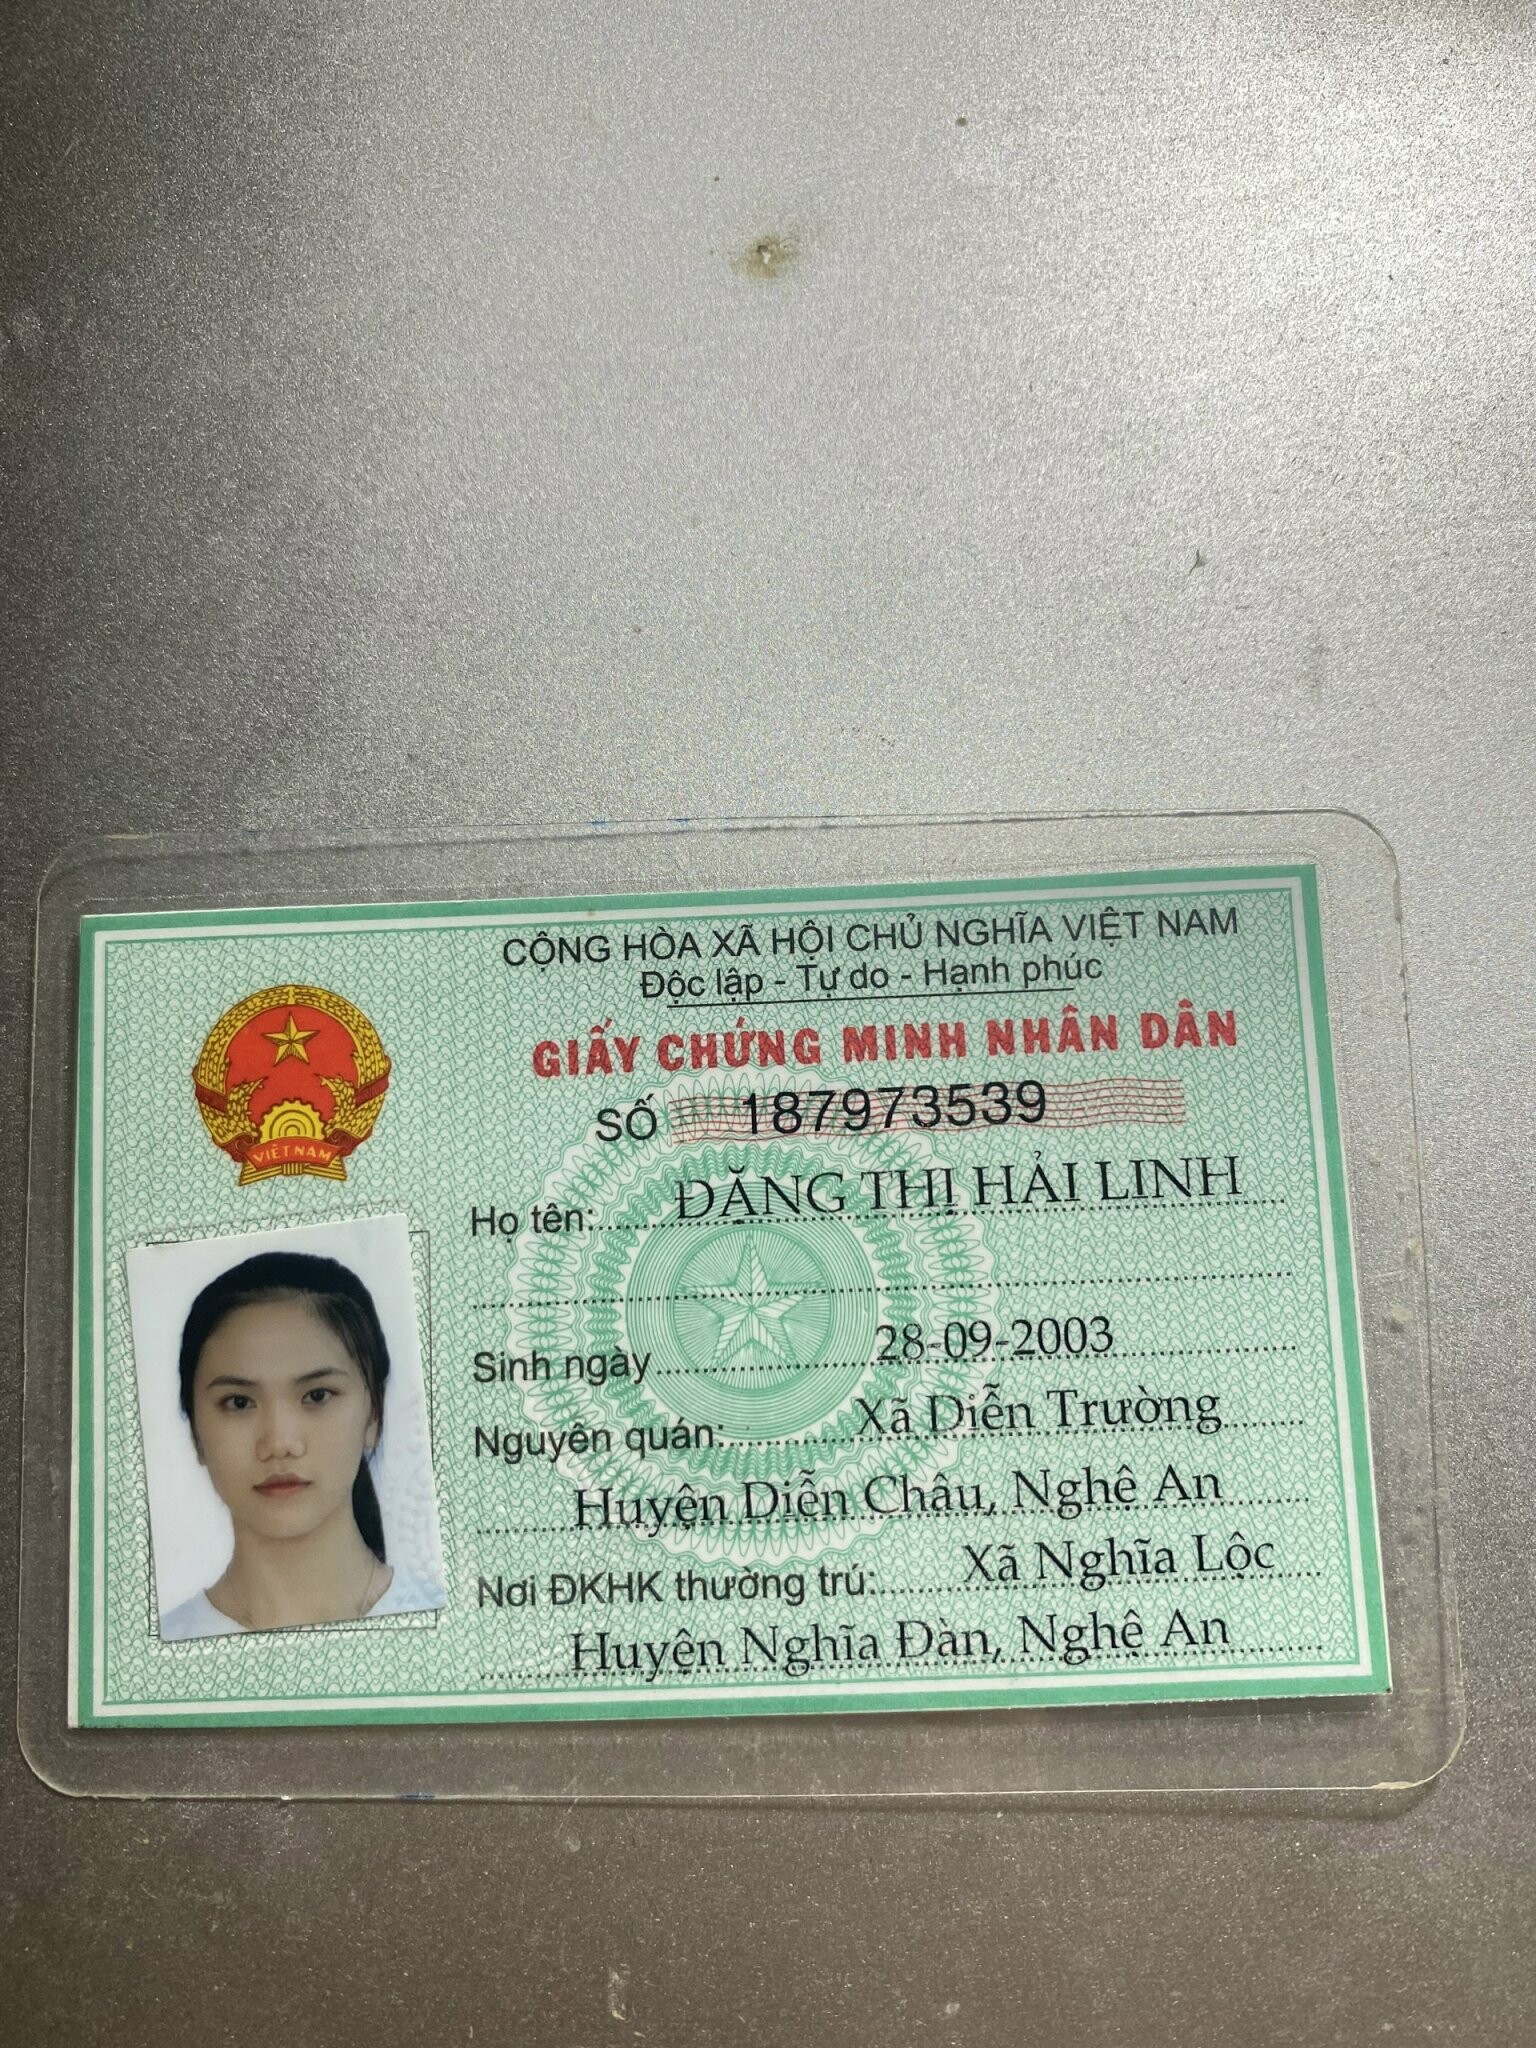 CỘNG HÒA XÃ HỘI CHỦ NGHĨA VIỆT NAM
Độc lập - Tự do - Hạnh phúc
GIẤY CHỨNG MINH NHÂN DÂN
SỐ 187973539
VIỆT NAM
Họ tên: ĐẶNG THỊ HẢI LINH
Sinh ngày 28-09-2003
Nguyên quán: Xã Diễn Trường
Huyện Diễn Châu, Nghệ An
Nơi ĐKHK thường trú: Xã Nghĩa Lộc
Huyện Nghĩa Đàn, Nghệ An